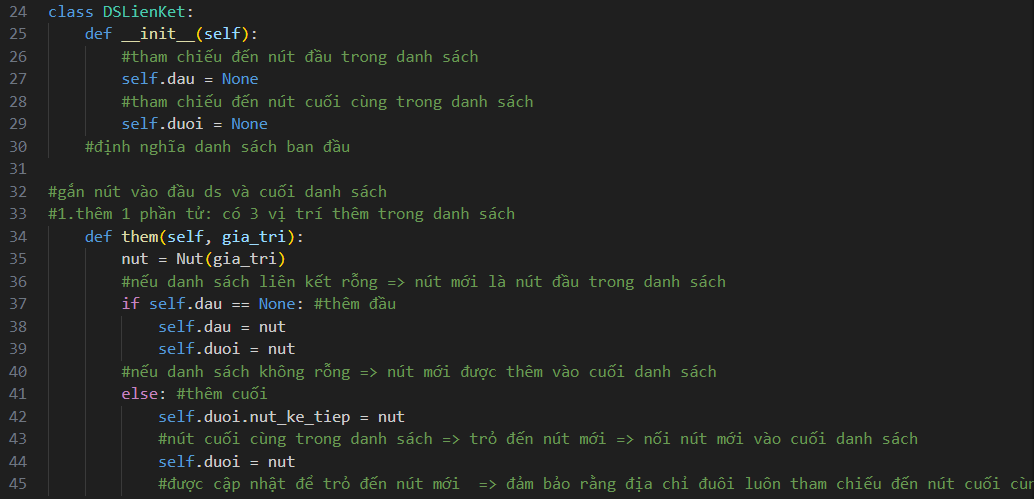 24 class DSLienKet:
25     def __init__(self):
26         #tham chiếu đến nút đầu trong danh sách
27         self.dau = None
28         #tham chiếu đến nút cuối cùng trong danh sách
29         self.duoi = None
30     #định nghĩa danh sách ban đầu
31
32 #gắn nút vào đầu ds và cuối danh sách
33 #1.thêm 1 phần tử: có 3 vị trí thêm trong danh sách
34     def them(self, gia_tri):
35         nut = Nut(gia_tri)
36         #nếu danh sách liên kết rỗng => nút mới là nút đầu trong danh sách
37         if self.dau == None: #thêm đầu
38             self.dau = nut
39             self.duoi = nut
40         #nếu danh sách không rỗng => nút mới được thêm vào cuối danh sách
41         else: #thêm cuối
42             self.duoi.nut_ke_tiep = nut
43             #nút cuối cùng trong danh sách => trỏ đến nút mới => nối nút mới vào cuối danh sách
44             self.duoi = nut
45             #được cập nhật để trỏ đến nút mới  => đảm bảo rằng địa chỉ đuôi luôn tham chiếu đến nút cuối